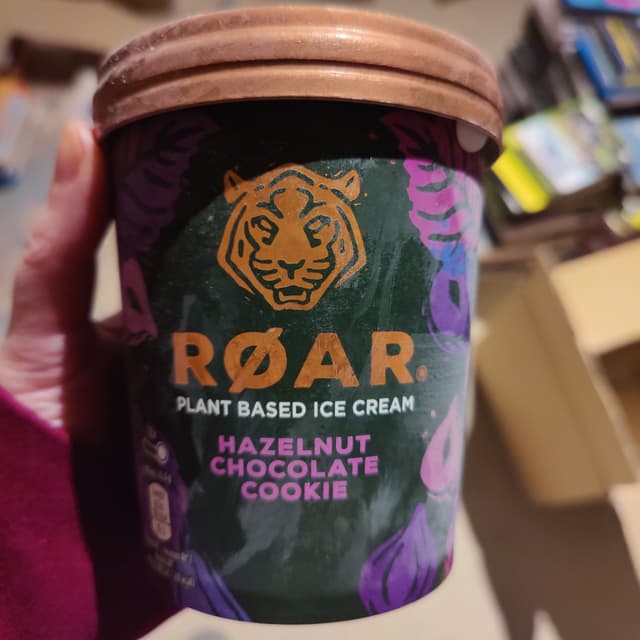 RØAR®
PLANT BASED ICE CREAM
HAZELNUT
CHOCOLATE
COOKIE